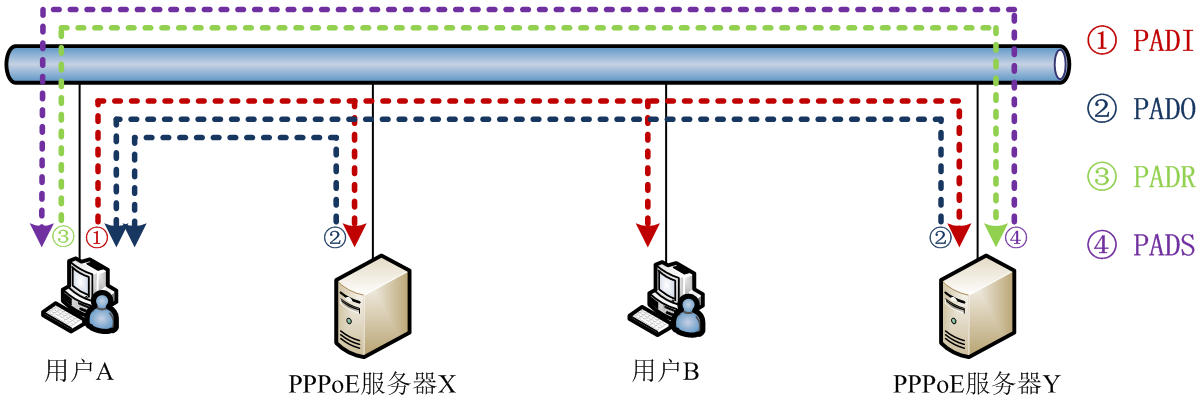 ① PADI
② PADO
③ PADR
④ PADS
③ ① ② ② ④
用户A
PPPoE服务器X
用户B
PPPoE服务器Y